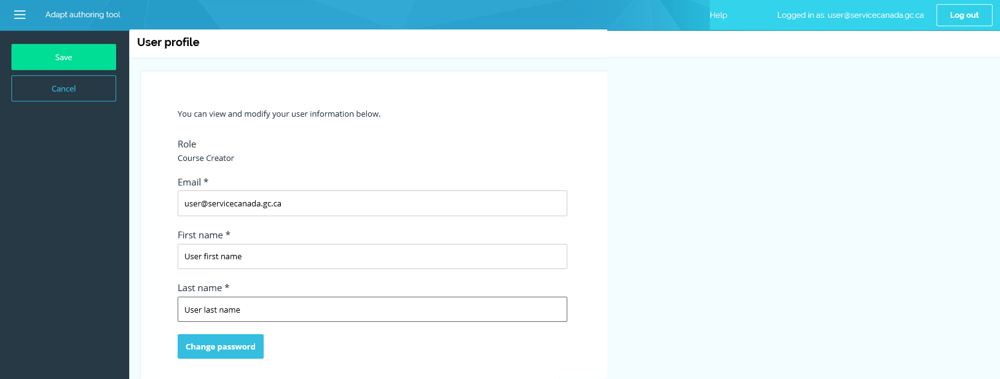 Adapt authoring tool
Help
Logged in as: user@servicecanada.gc.ca
Log out
Save
Cancel
User profile
You can view and modify your user information below.
Role
Course Creator
Email *
user@servicecanada.gc.ca
First name *
User first name
Last name *
User last name
Change password